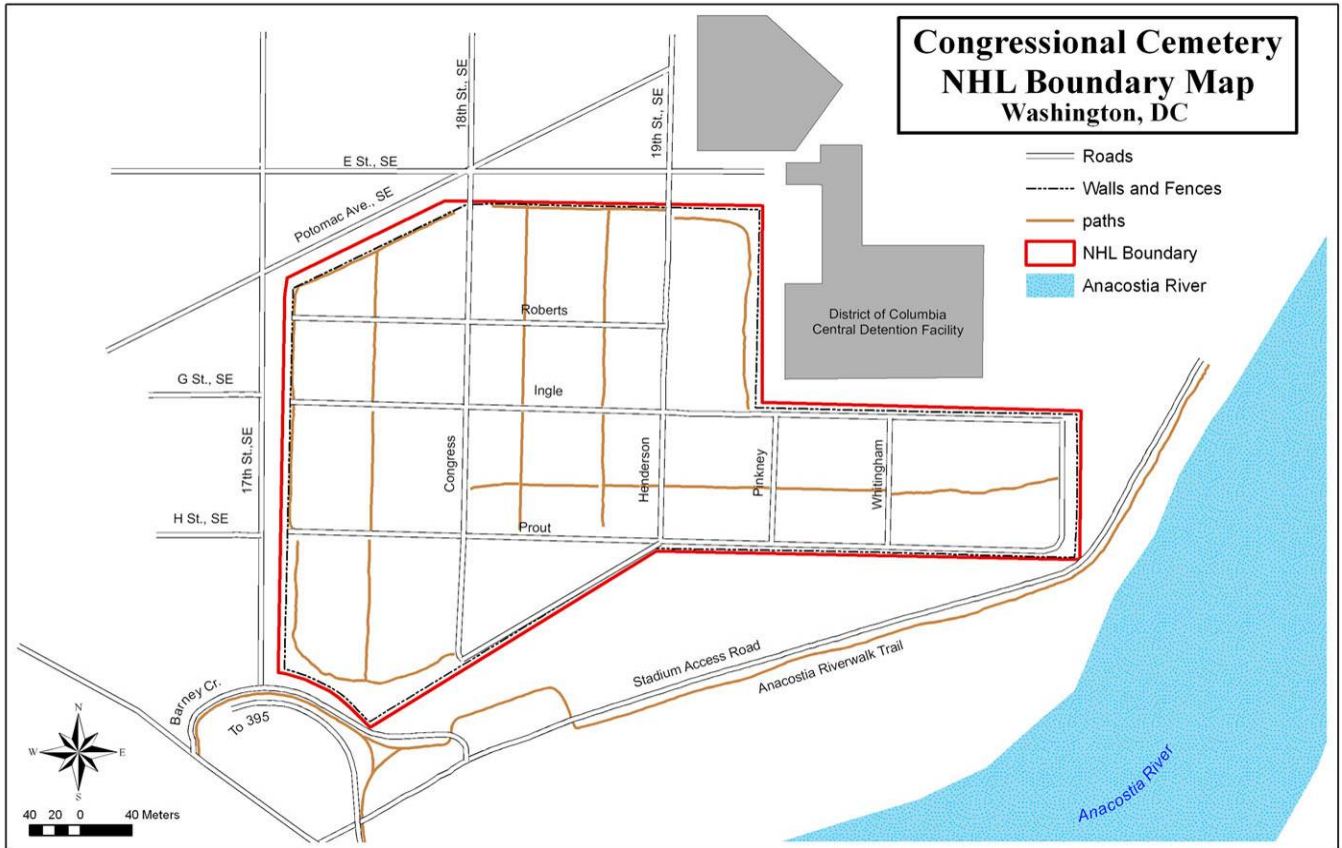 Congressional Cemetery
NHL Boundary Map
Washington, DC
Roads
Walls and Fences
paths
NHL Boundary
Anacostia River
18th St., SE
19th St., SE
E St., SE
Potomac Ave., SE
District of Columbia
Central Detention Facility
Roberts
G St., SE
Ingle
17th St.,SE
Congress
Henderson
Pinkney
Whitingham
H St., SE
Prout
Stadium Access Road
Anacostia Riverwalk Trail
Barney Cr.
To 395
Anacostia River
N
W
E
S
40 20 0 40 Meters